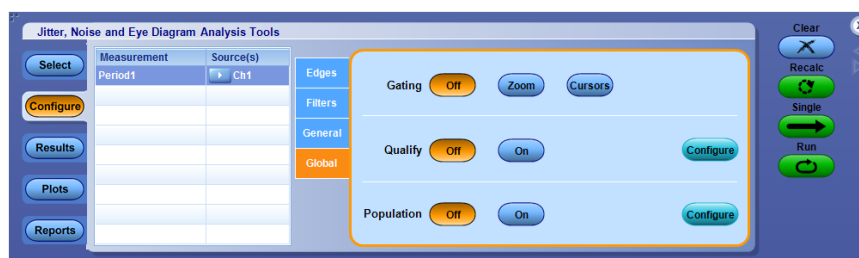 Jitter, Noise and Eye Diagram Analysis Tools
Clear
Select
Measurement Source(s)
Period1 Ch1
Edges
Gating Off Zoom Cursors
Recalc
Configure
Filters
Single
General
Results
Qualify Off On Configure
Run
Global
Plots
Population Off On Configure
Reports